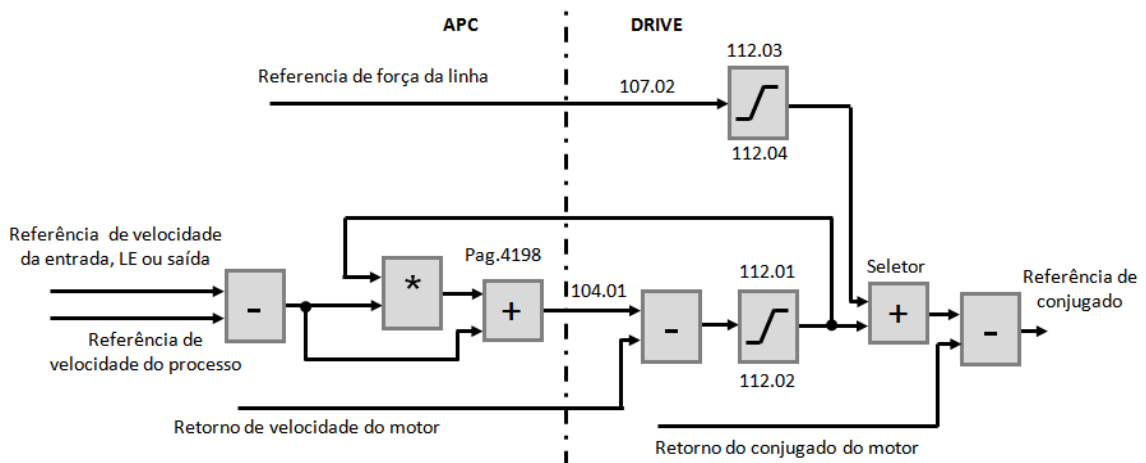 APC
DRIVE
112.03
Referencia de força da linha
107.02
112.04
Referência de velocidade
da entrada, LE ou saída
Pag.4198
112.01
Seletor
Referência de
conjugado
*
104.01
-
+
-
+
-
Referência de
velocidade do processo
112.02
Retorno de velocidade do motor
Retorno do conjugado do motor